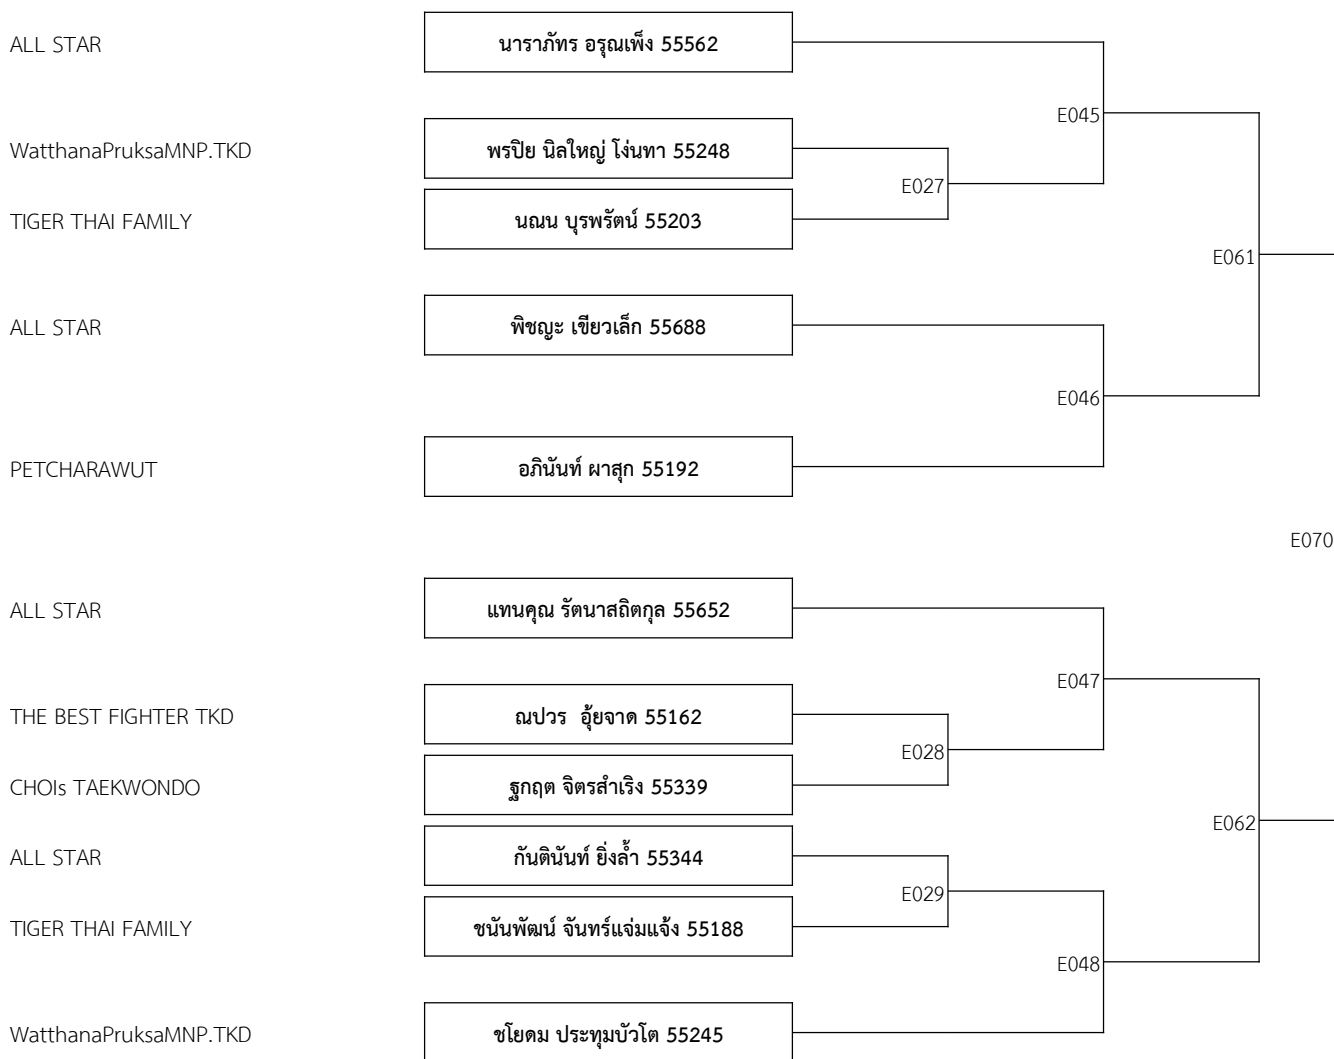 ALL STAR นาราภัทร อรุณเพ็ง 55562
E045
WatthanaPruksaMNP.TKD พรปิย นิลใหญ่ โง่นทา 55248
E027
TIGER THAI FAMILY นณน บุรพรัตน์ 55203
E061
ALL STAR พิชญะ เขียวเล็ก 55688
E046
PETCHARAWUT อภินันท์ ผาสุก 55192
E070
ALL STAR แทนคุณ รัตนาสถิตกุล 55652
E047
THE BEST FIGHTER TKD ณปวร  อุ้ยจาด 55162
E028
CHOIs TAEKWONDO ฐกฤต จิตรสำเริง 55339
E062
ALL STAR กันตินันท์ ยิ่งล้ำ 55344
E029
TIGER THAI FAMILY ชนันพัฒน์ จันทร์แจ่มแจ้ง 55188
E048
WatthanaPruksaMNP.TKD ชโยดม ประทุมบัวโต 55245